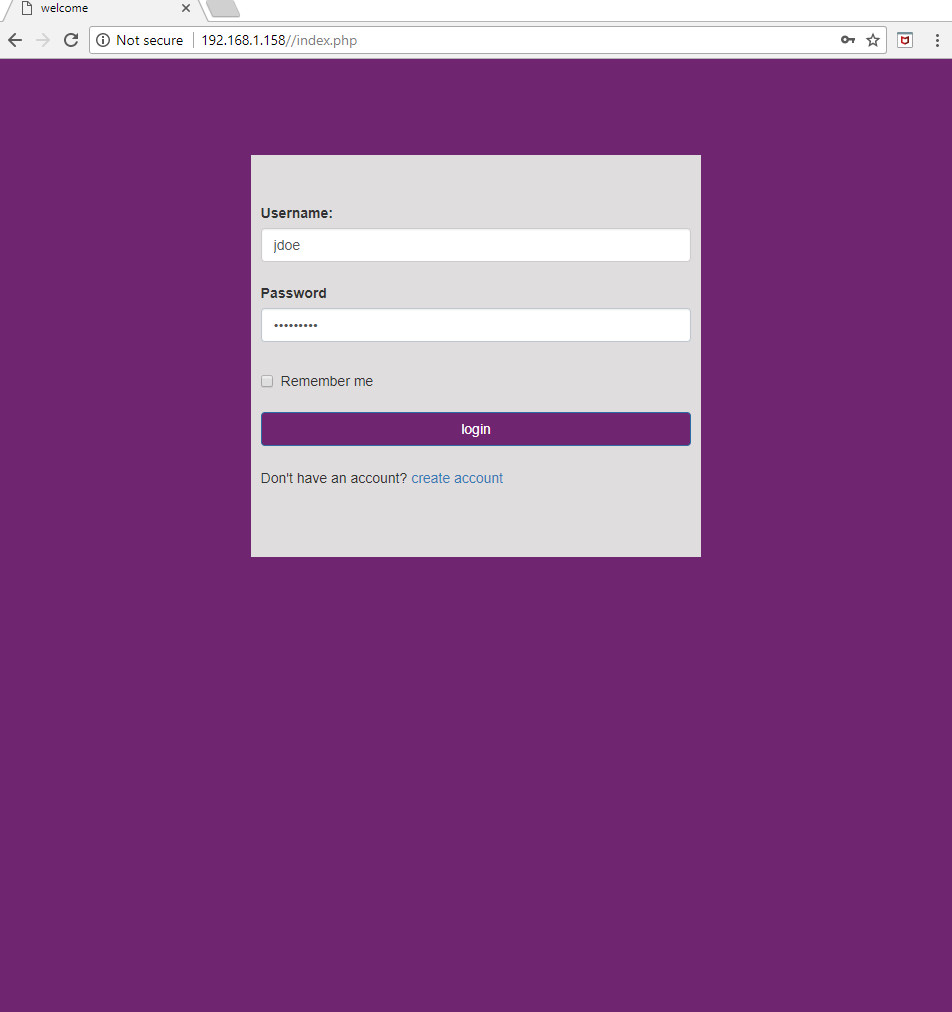 welcome
Not secure 192.168.1.158//index.php
Username:
jdoe
Password
•••••••••
Remember me
login
Don't have an account? create account